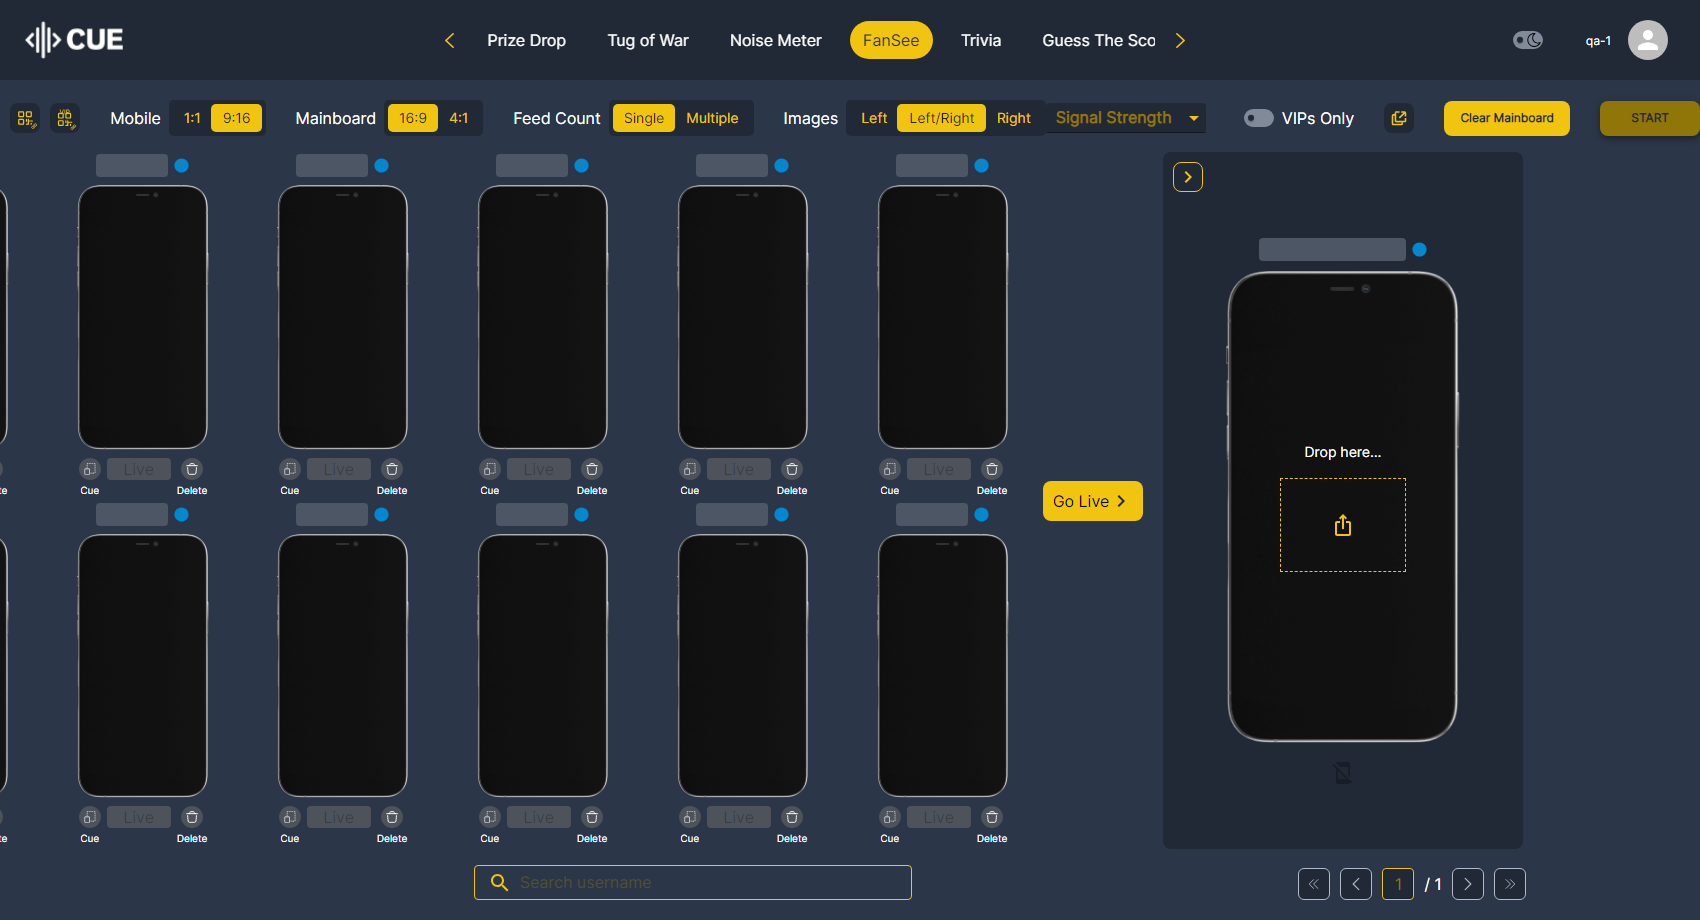 CUE
Prize Drop Tug of War Noise Meter FanSee Trivia Guess The Sco
qa-1
Mobile 1:1 9:16 Mainboard 16:9 4:1 Feed Count Single Multiple Images Left Left/Right Right Signal Strength VIPs Only Clear Mainboard START
Live Live Live Live Live
te Cue Delete Cue Delete Cue Delete Cue Delete Cue Delete
Go Live
Drop here...
Live Live Live Live Live
te Cue Delete Cue Delete Cue Delete Cue Delete Cue Delete
Search username
1 / 1